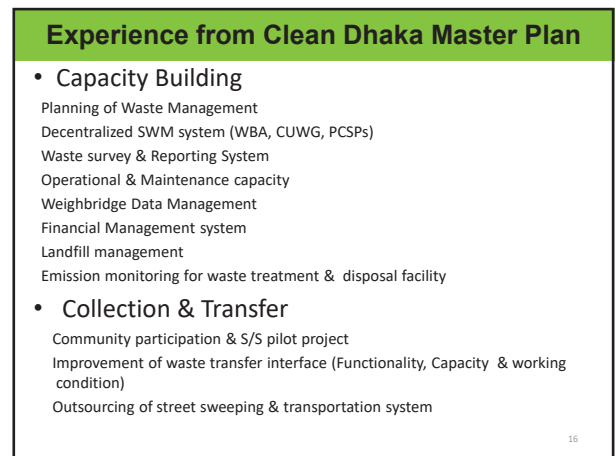 Experience from Clean Dhaka Master Plan
• Capacity Building
Planning of Waste Management
Decentralized SWM system (WBA, CUWG, PCSPs)
Waste survey & Reporting System
Operational & Maintenance capacity
Weighbridge Data Management
Financial Management system
Landfill management
Emission monitoring for waste treatment & disposal facility
• Collection & Transfer
Community participation & S/S pilot project
Improvement of waste transfer interface (Functionality, Capacity & working
condition)
Outsourcing of street sweeping & transportation system
16